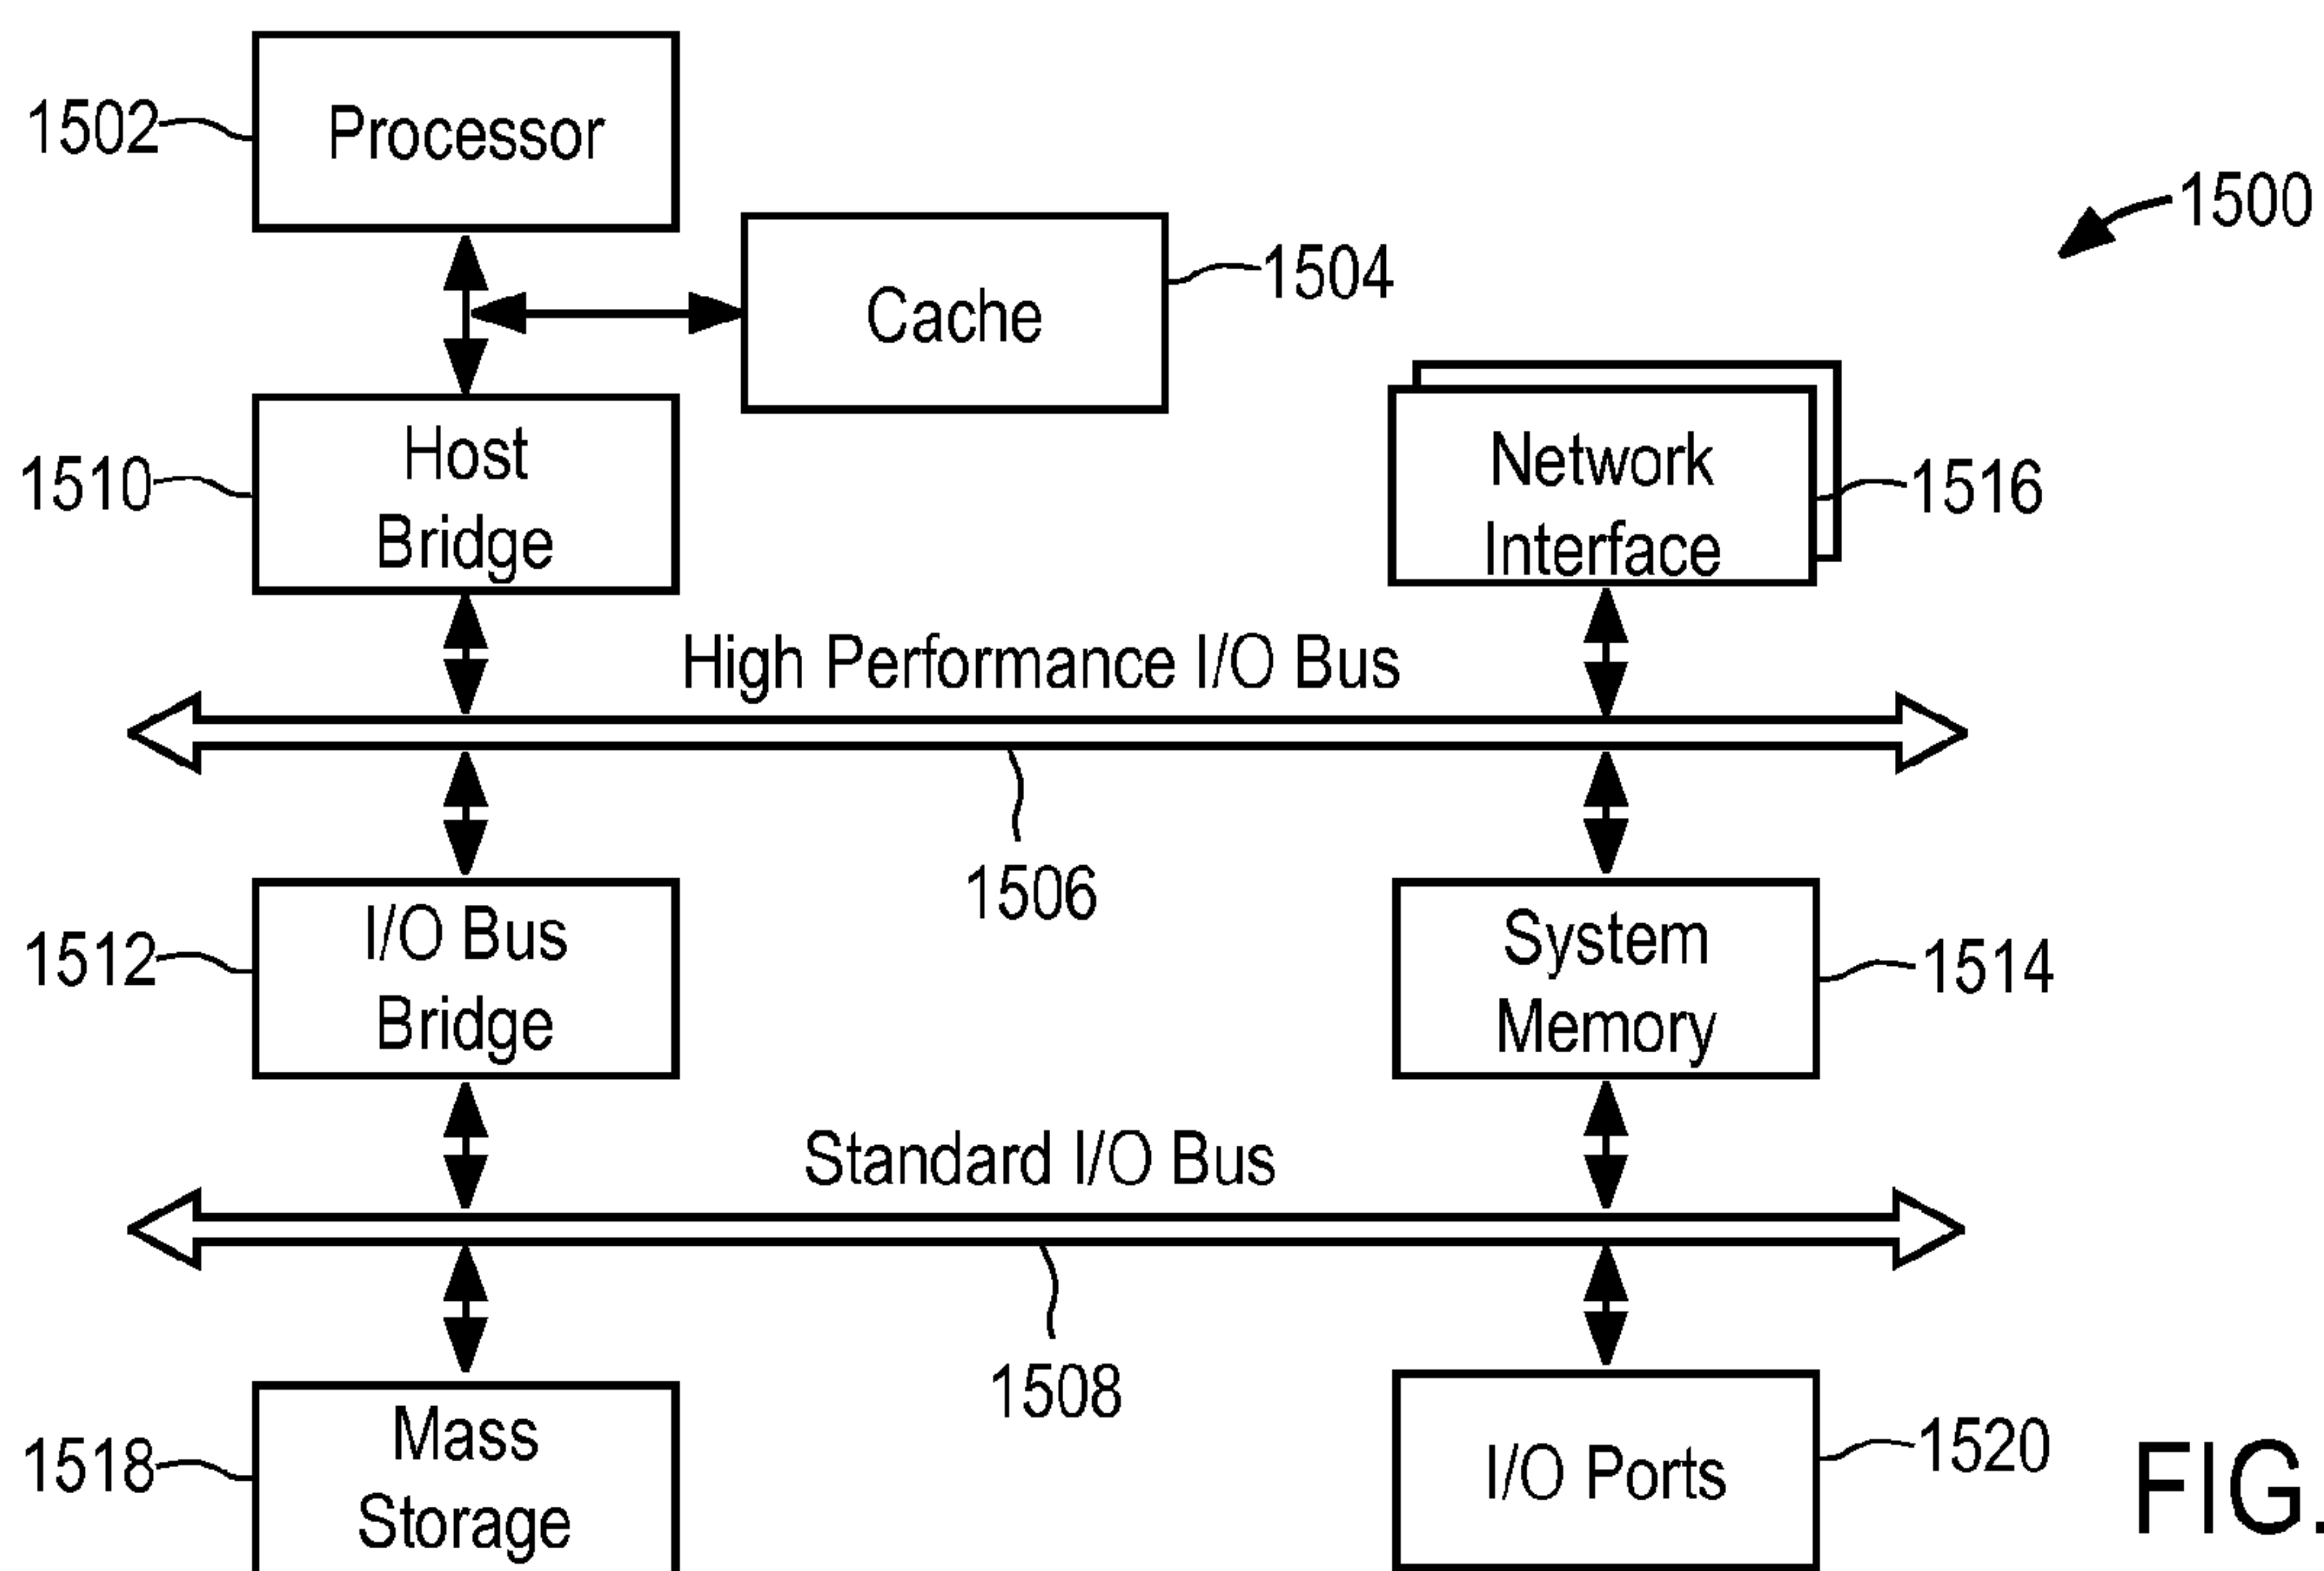 1502
Processor
1500
1504
Cache
1510
Host
Bridge
Network
Interface
1516
High Performance I/O Bus
1506
1512
I/O Bus
Bridge
System
Memory
1514
Standard I/O Bus
1508
1518
Mass
Storage
I/O Ports
1520
FIG.